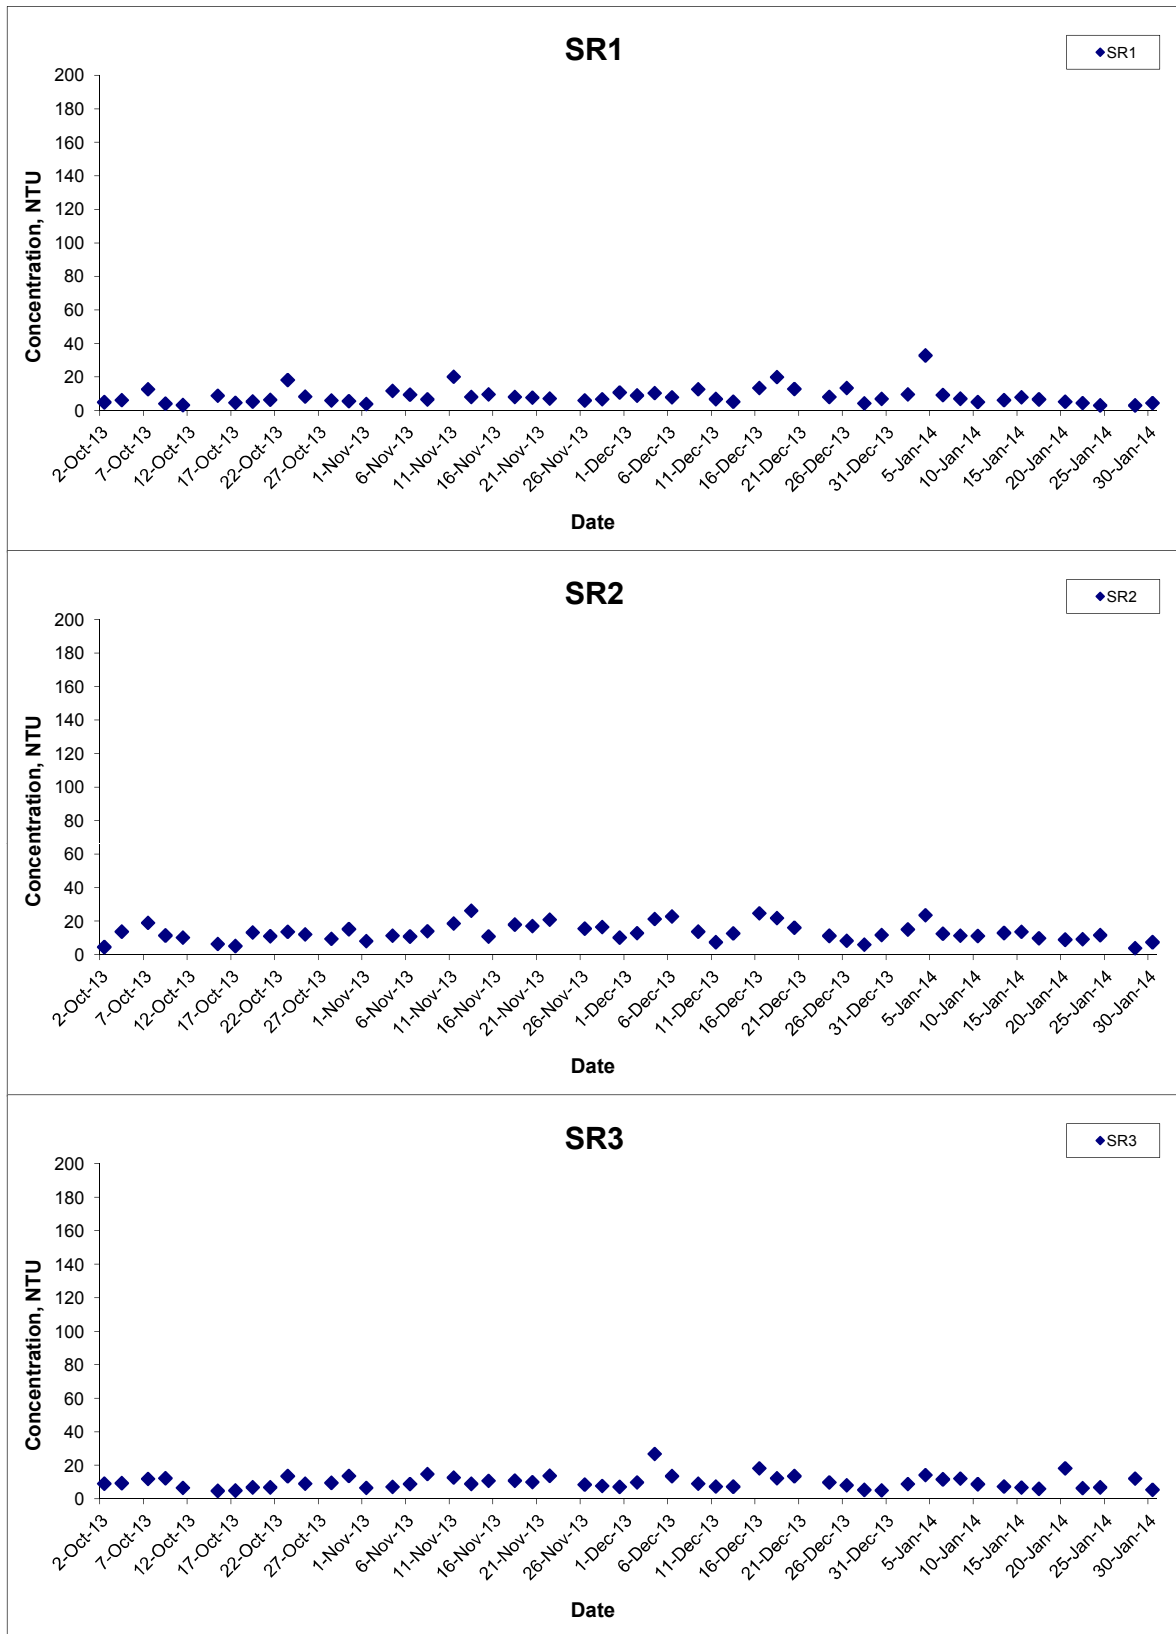 SR1
SR1
200
180
160
140
120
100
80
60
40
20
0
Concentration, NTU
2-Oct-13
7-Oct-13
12-Oct-13
17-Oct-13
22-Oct-13
27-Oct-13
1-Nov-13
6-Nov-13
11-Nov-13
16-Nov-13
21-Nov-13
26-Nov-13
1-Dec-13
6-Dec-13
11-Dec-13
16-Dec-13
21-Dec-13
26-Dec-13
31-Dec-13
5-Jan-14
10-Jan-14
15-Jan-14
20-Jan-14
25-Jan-14
30-Jan-14
Date
SR2
SR2
200
180
160
140
120
100
80
60
40
20
0
Concentration, NTU
2-Oct-13
7-Oct-13
12-Oct-13
17-Oct-13
22-Oct-13
27-Oct-13
1-Nov-13
6-Nov-13
11-Nov-13
16-Nov-13
21-Nov-13
26-Nov-13
1-Dec-13
6-Dec-13
11-Dec-13
16-Dec-13
21-Dec-13
26-Dec-13
31-Dec-13
5-Jan-14
10-Jan-14
15-Jan-14
20-Jan-14
25-Jan-14
30-Jan-14
Date
SR3
SR3
200
180
160
140
120
100
80
60
40
20
0
Concentration, NTU
2-Oct-13
7-Oct-13
12-Oct-13
17-Oct-13
22-Oct-13
27-Oct-13
1-Nov-13
6-Nov-13
11-Nov-13
16-Nov-13
21-Nov-13
26-Nov-13
1-Dec-13
6-Dec-13
11-Dec-13
16-Dec-13
21-Dec-13
26-Dec-13
31-Dec-13
5-Jan-14
10-Jan-14
15-Jan-14
20-Jan-14
25-Jan-14
30-Jan-14
Date